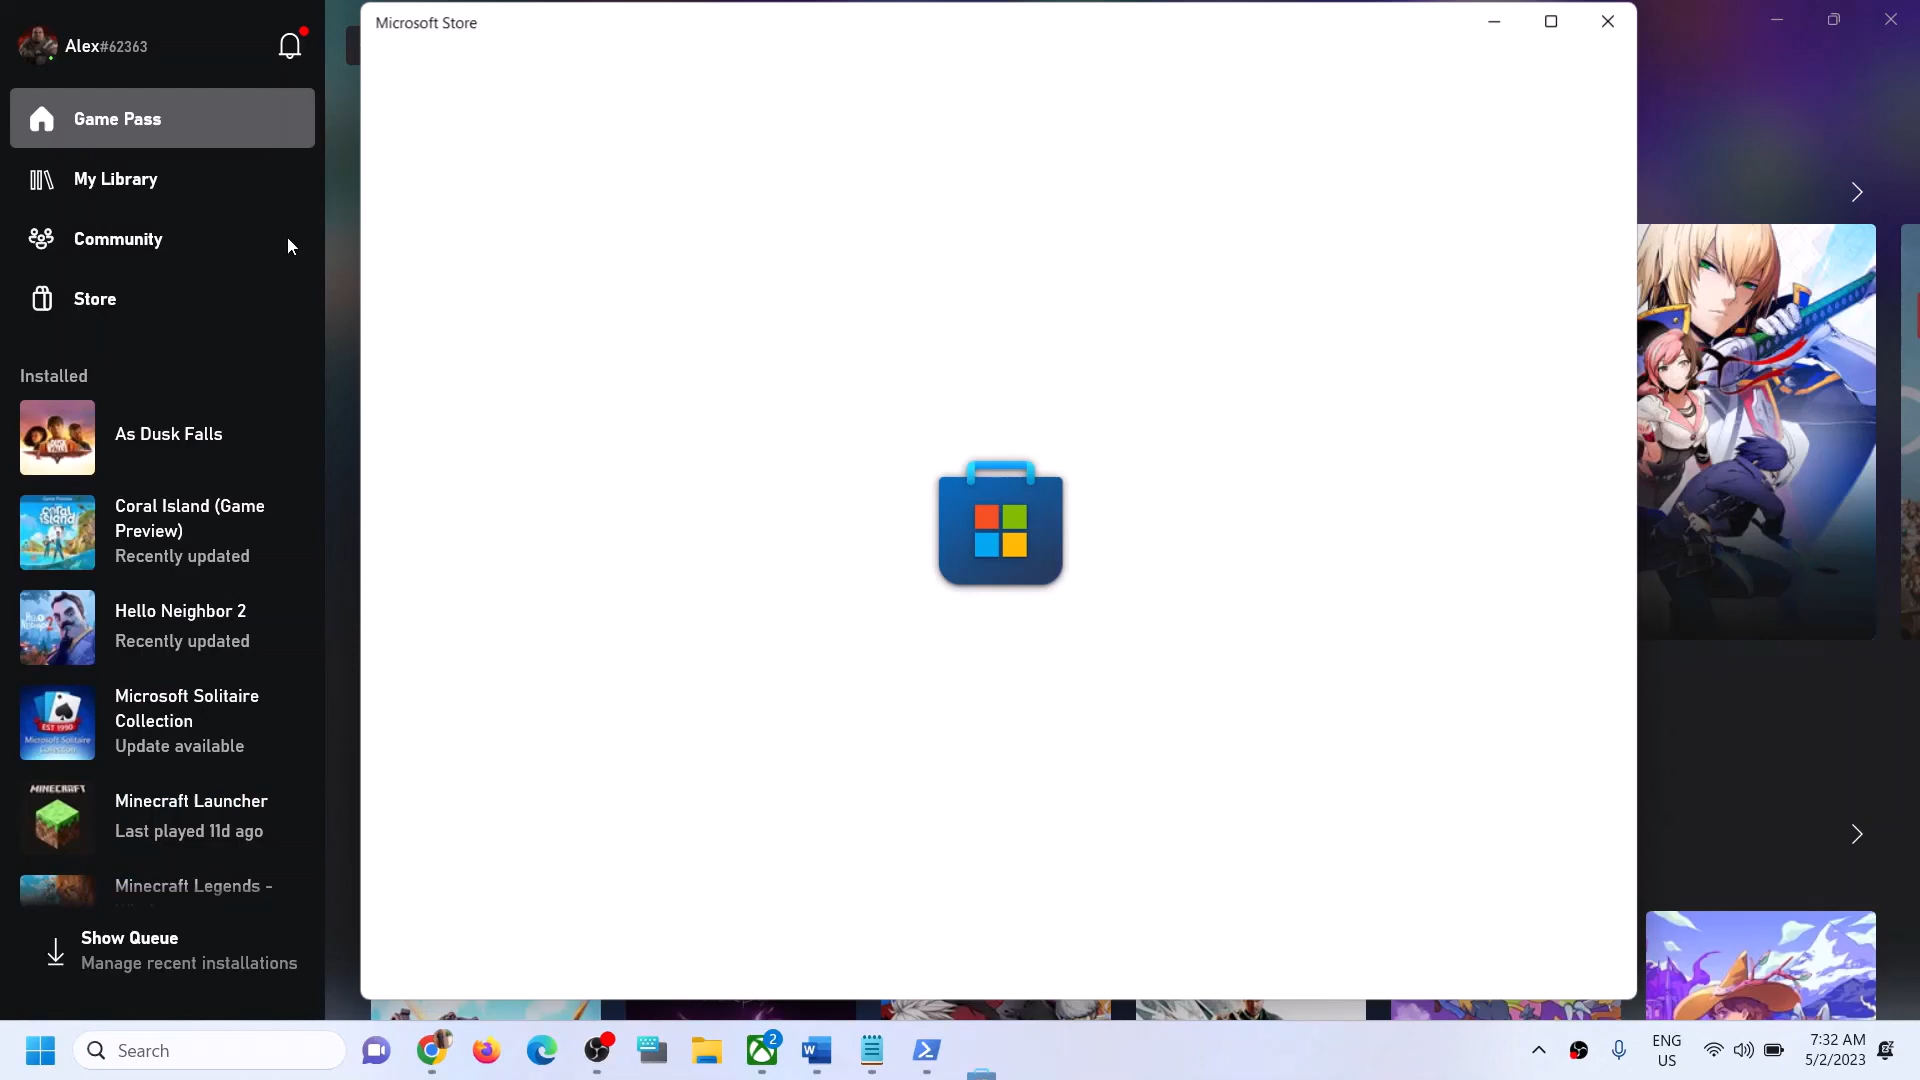 Alex#62363
Game Pass
My Library
Community
Store
Installed
As Dusk Falls
Coral Island (Game
Preview)
Recently updated
Hello Neighbor 2
Recently updated
Microsoft Solitaire
Collection
Update available
MINECRAFT
Minecraft Launcher
Last played 11d ago
Minecraft Legends -
Show Queue
Manage recent installations
Microsoft Store
Search
2
ENG
US
7:32 AM
5/2/2023